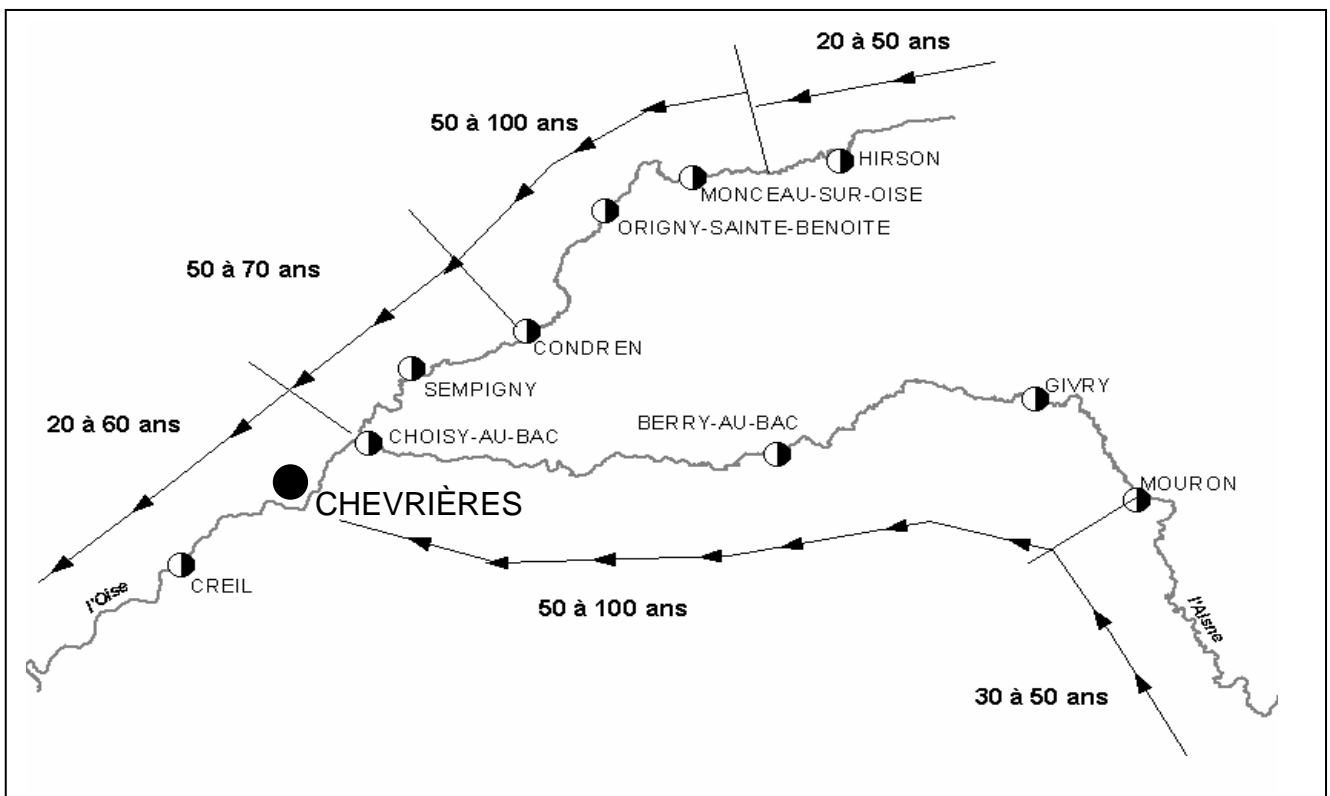 20 à 50 ans
50 à 100 ans
HIRSON
MONCEAU-SUR-OISE
ORIGNY-SAINTE-BENOITE
50 à 70 ans
CONDREN
SEMPIGNY
GIVRY
20 à 60 ans
BERRY-AU-BAC
CHOISY-AU-BAC
MOURON
CHEVRIÈRES
CREIL
l'Oise
50 à 100 ans
l'Aisne
30 à 50 ans